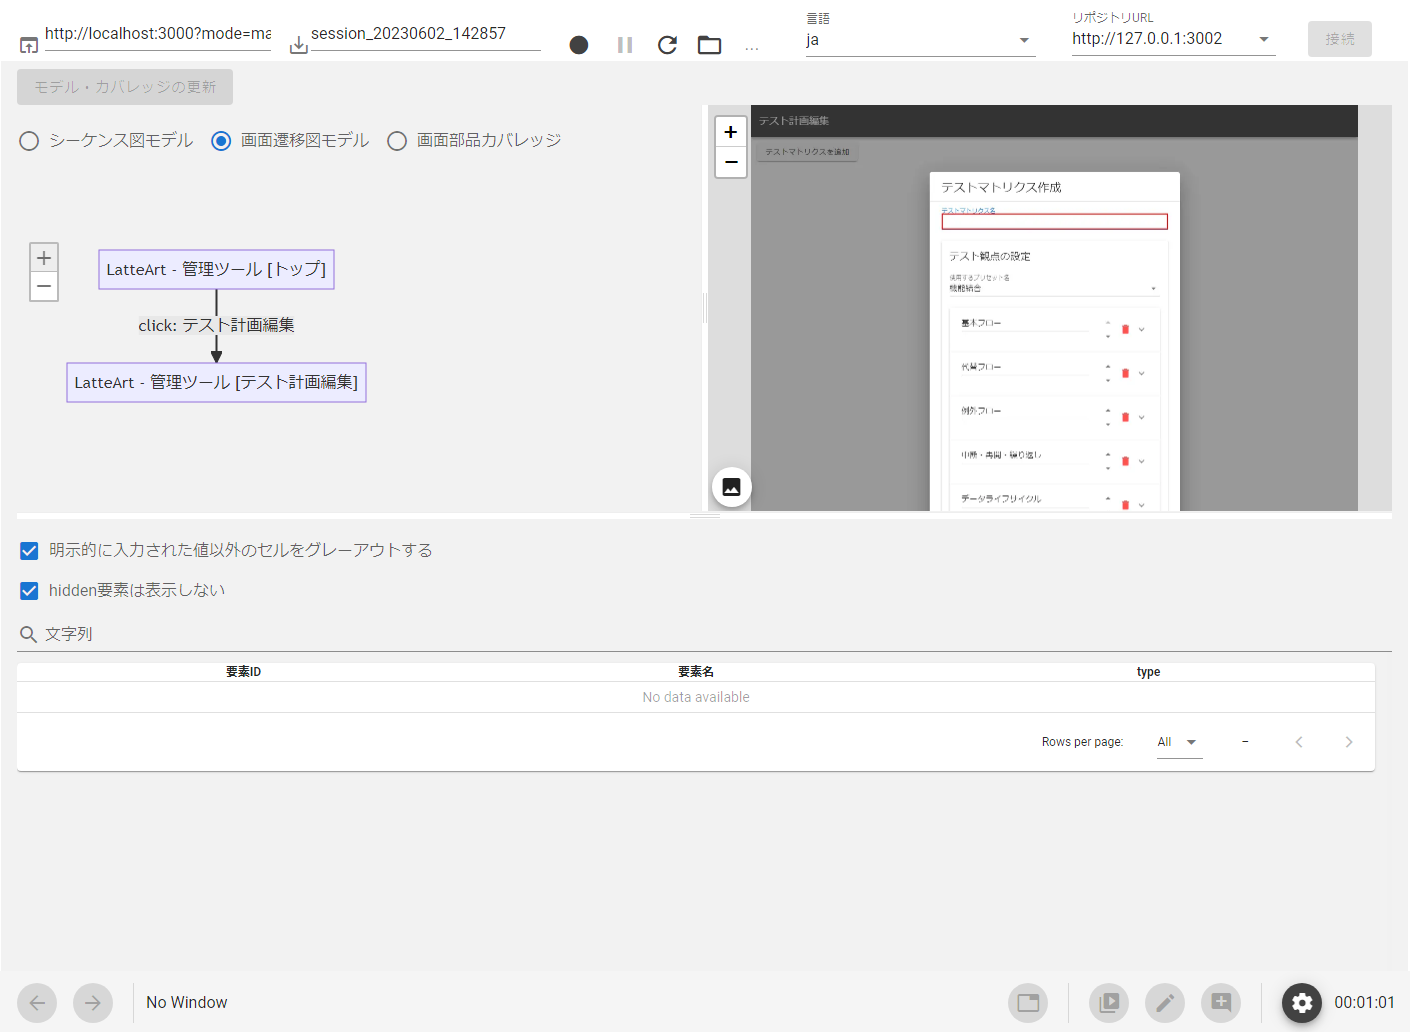 http://localhost:3000?mode=ma
session_20230602_142857
...
言語
ja
リポジトリURL
http://127.0.0.1:3002
接続
モデル・カバレッジの更新
シーケンス図モデル
画面遷移図モデル
画面部品カバレッジ
LatteArt - 管理ツール [トップ]
click: テスト計画編集
LatteArt - 管理ツール [テスト計画編集]
テスト計画編集
テストマトリクスを追加
テストマトリクス作成
テストマトリクス名
テスト観点の設定
使用するプリセット名
機能結合
基本フロー
代替フロー
例外フロー
中断・再開・繰り返し
データライフサイクル
明示的に入力された値以外のセルをグレーアウトする
hidden要素は表示しない
文字列
要素ID
要素名
type
No data available
Rows per page:
All
–
No Window
00:01:01